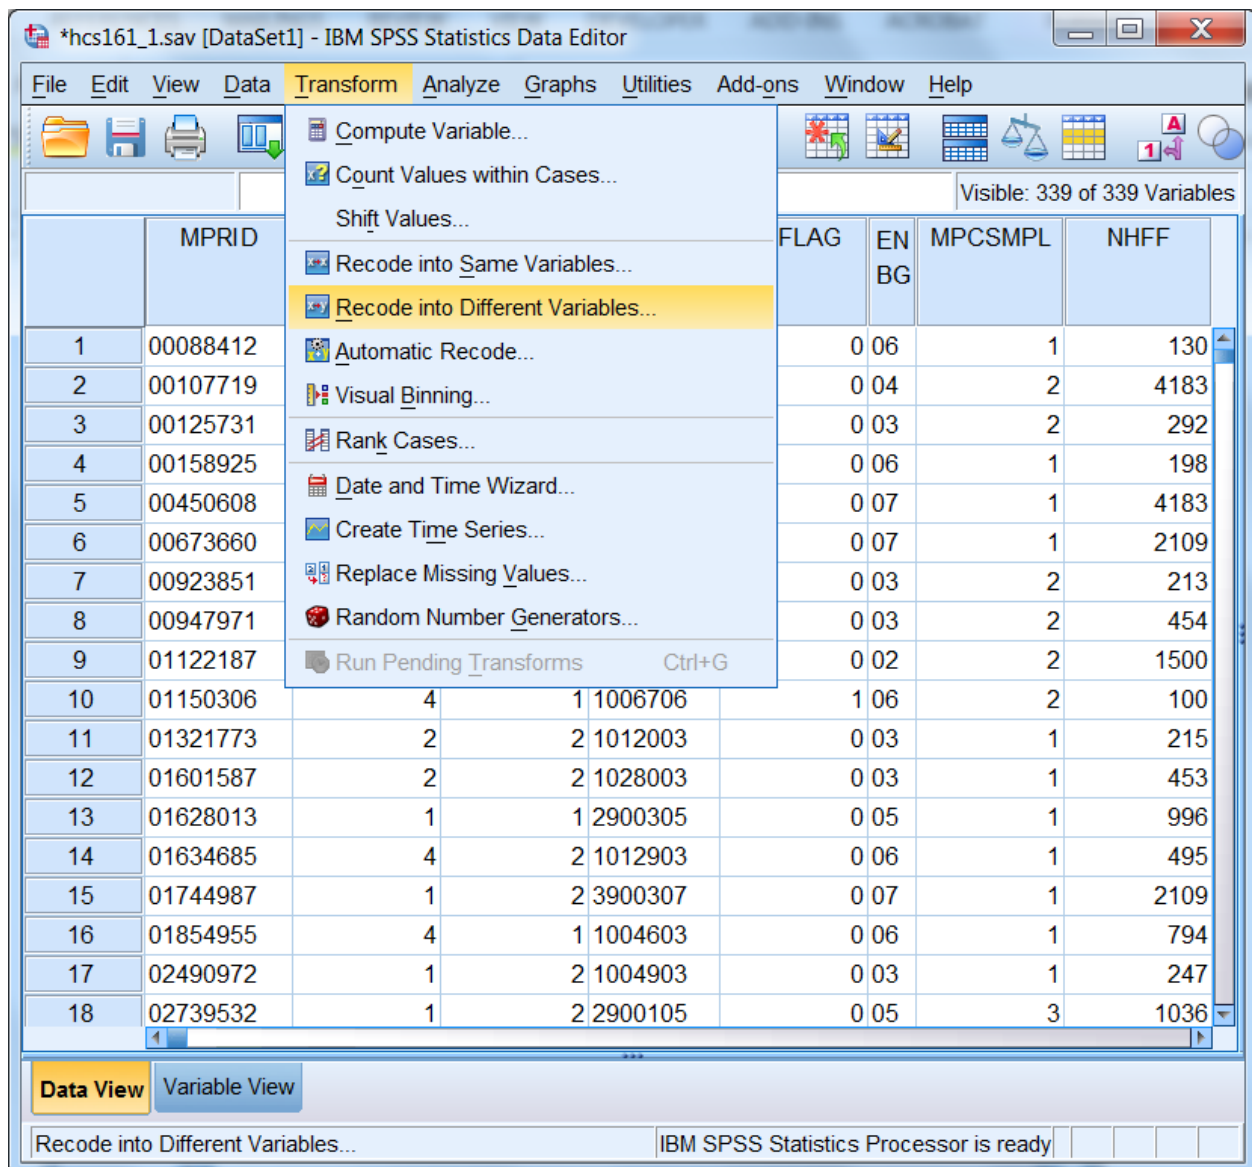 *hcs161_1.sav [DataSet1] - IBM SPSS Statistics Data Editor
File Edit View Data Transform Analyze Graphs Utilities Add-ons Window Help
Compute Variable...
Count Values within Cases...
Shift Values...
Recode into Same Variables...
Recode into Different Variables...
Automatic Recode...
Visual Binning...
Rank Cases...
Date and Time Wizard...
Create Time Series...
Replace Missing Values...
Random Number Generators...
Run Pending Transforms Ctrl+G
Visible: 339 of 339 Variables
MPRID FLAG EN BG MPCSMPL NHFF
1 00088412 0 06 1 130
2 00107719 0 04 2 4183
3 00125731 0 03 2 292
4 00158925 0 06 1 198
5 00450608 0 07 1 4183
6 00673660 0 07 1 2109
7 00923851 0 03 2 213
8 00947971 0 03 2 454
9 01122187 0 02 2 1500
10 01150306 4 1 1006706 1 06 2 100
11 01321773 2 2 1012003 0 03 1 215
12 01601587 2 2 1028003 0 03 1 453
13 01628013 1 1 2900305 0 05 1 996
14 01634685 4 2 1012903 0 06 1 495
15 01744987 1 2 3900307 0 07 1 2109
16 01854955 4 1 1004603 0 06 1 794
17 02490972 1 2 1004903 0 03 1 247
18 02739532 1 2 2900105 0 05 3 1036
Data View Variable View
Recode into Different Variables... IBM SPSS Statistics Processor is ready